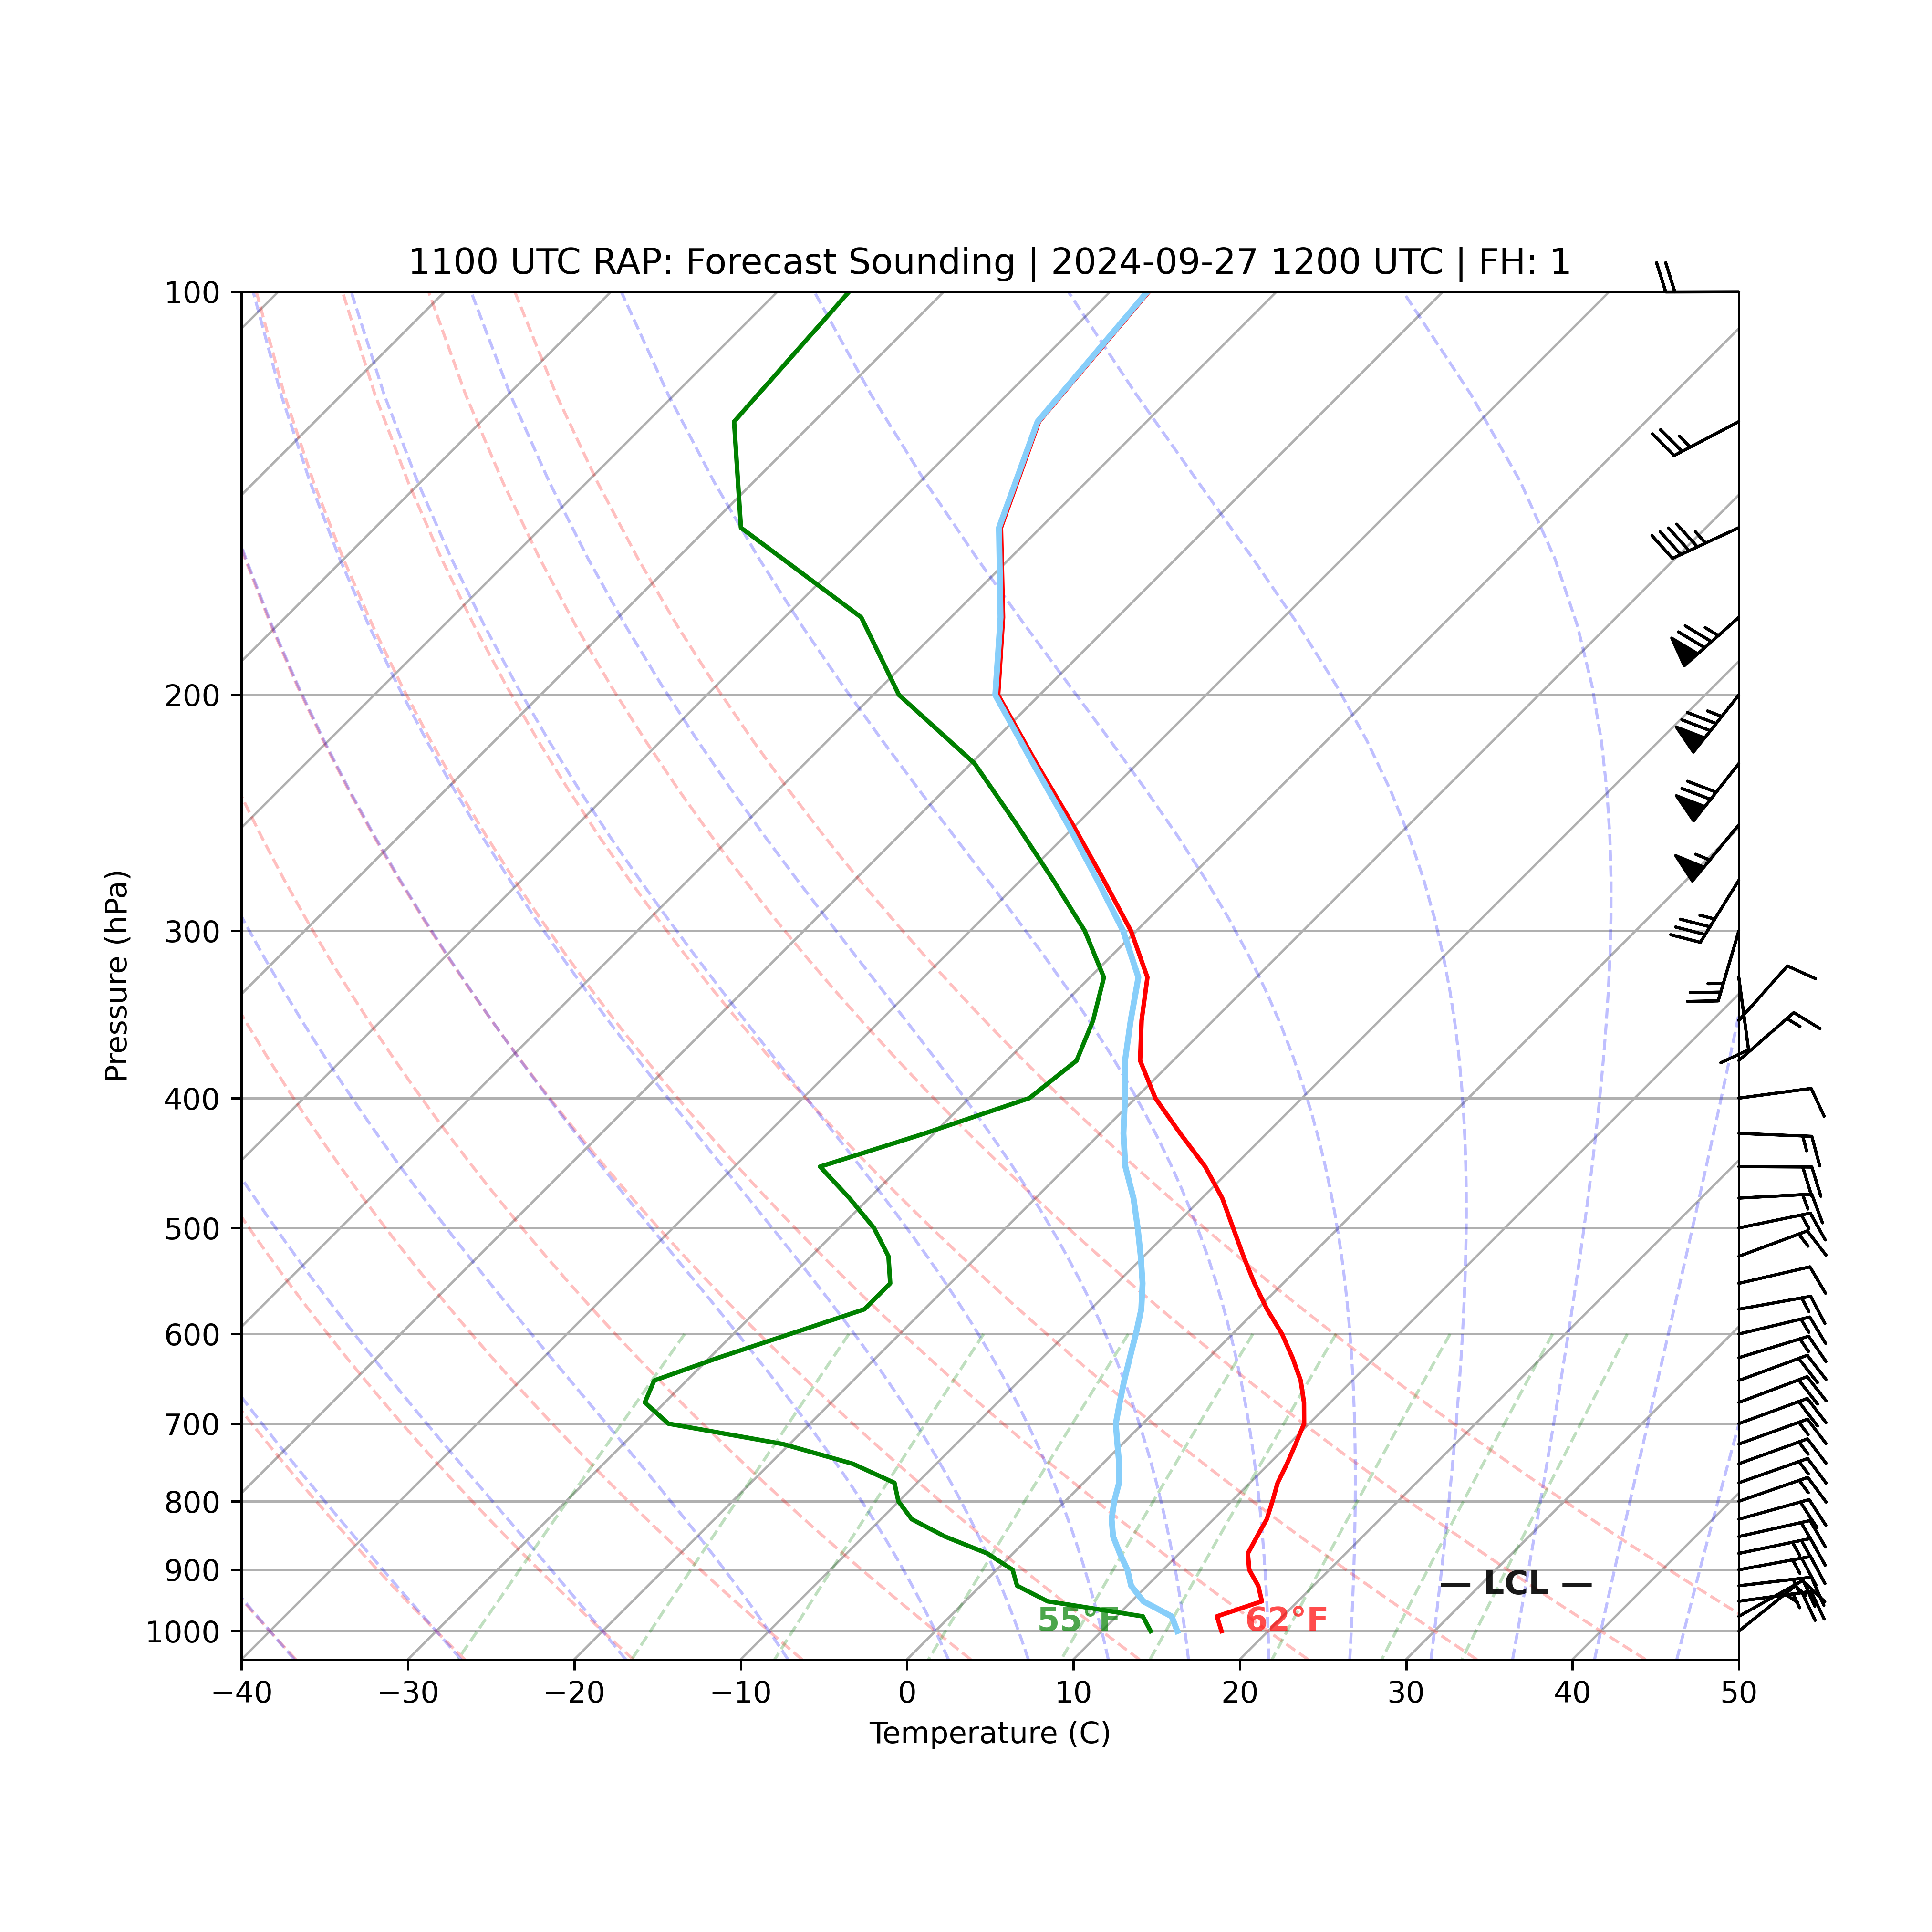 1100 UTC RAP: Forecast Sounding | 2024-09-27 1200 UTC | FH: 1
100
200
300
400
500
600
700
800
900
1000
Pressure (hPa)
— LCL —
55°F
62°F
−40 −30 −20 −10 0 10 20 30 40 50
Temperature (C)